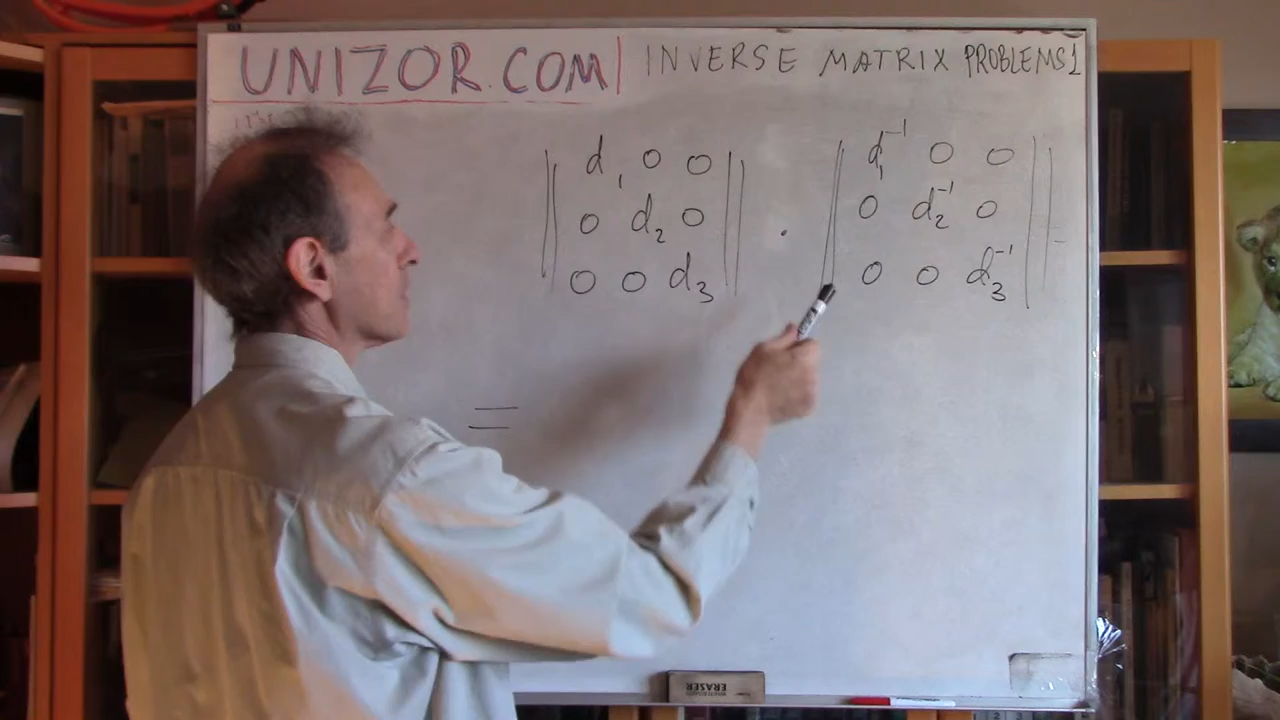 UNIZOR.COM | INVERSE MATRIX PROBLEMS 1
‖ d₁ 0 0 ‖ · ‖ d₁⁻¹ 0 0 ‖
‖ 0 d₂ 0 ‖ ‖ 0 d₂⁻¹ 0 ‖
‖ 0 0 d₃ ‖ ‖ 0 0 d₃⁻¹ ‖
=
ERASER